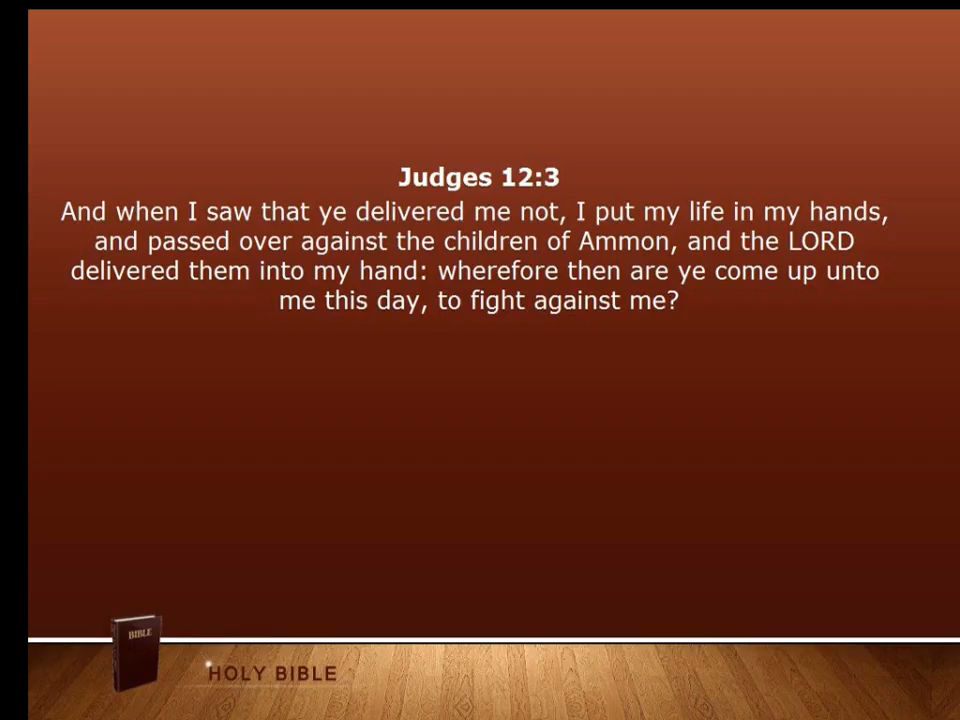 Judges 12:3
And when I saw that ye delivered me not, I put my life in my hands,
and passed over against the children of Ammon, and the LORD
delivered them into my hand: wherefore then are ye come up unto
me this day, to fight against me?
BIBLE
HOLY BIBLE